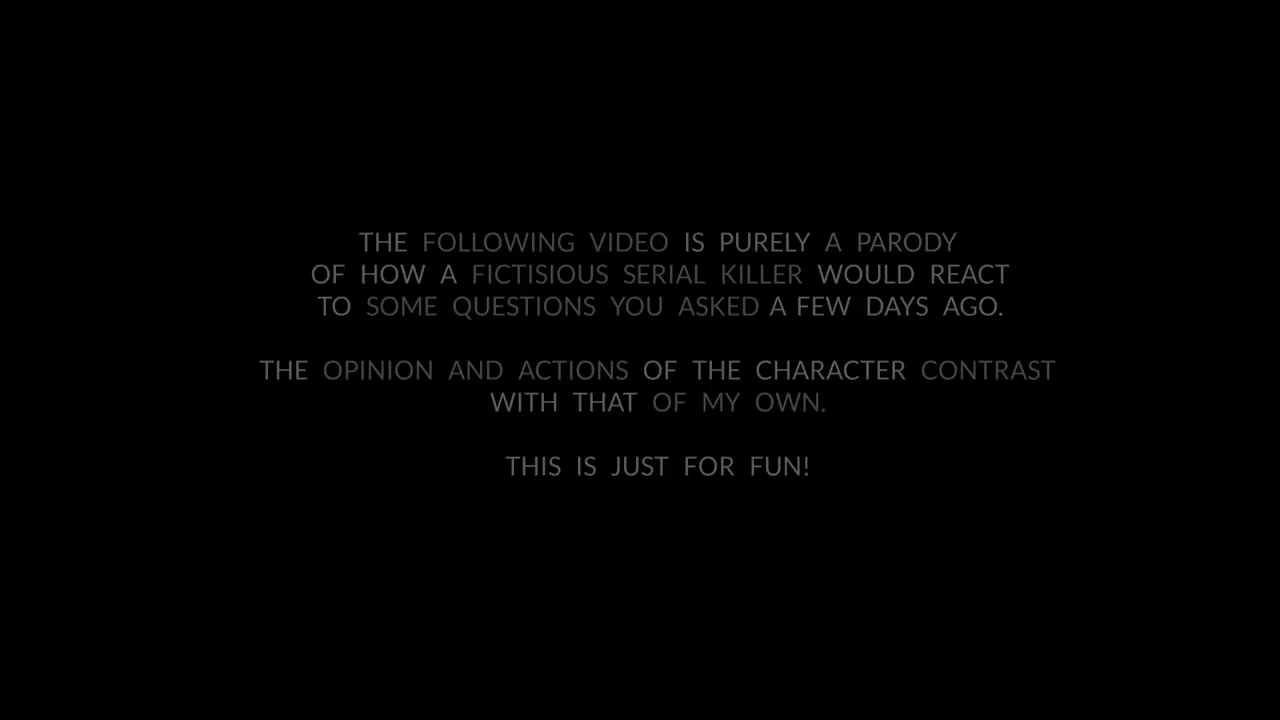 THE FOLLOWING VIDEO IS PURELY A PARODY
OF HOW A FICTISIOUS SERIAL KILLER WOULD REACT
TO SOME QUESTIONS YOU ASKED A FEW DAYS AGO.
THE OPINION AND ACTIONS OF THE CHARACTER CONTRAST
WITH THAT OF MY OWN.
THIS IS JUST FOR FUN!